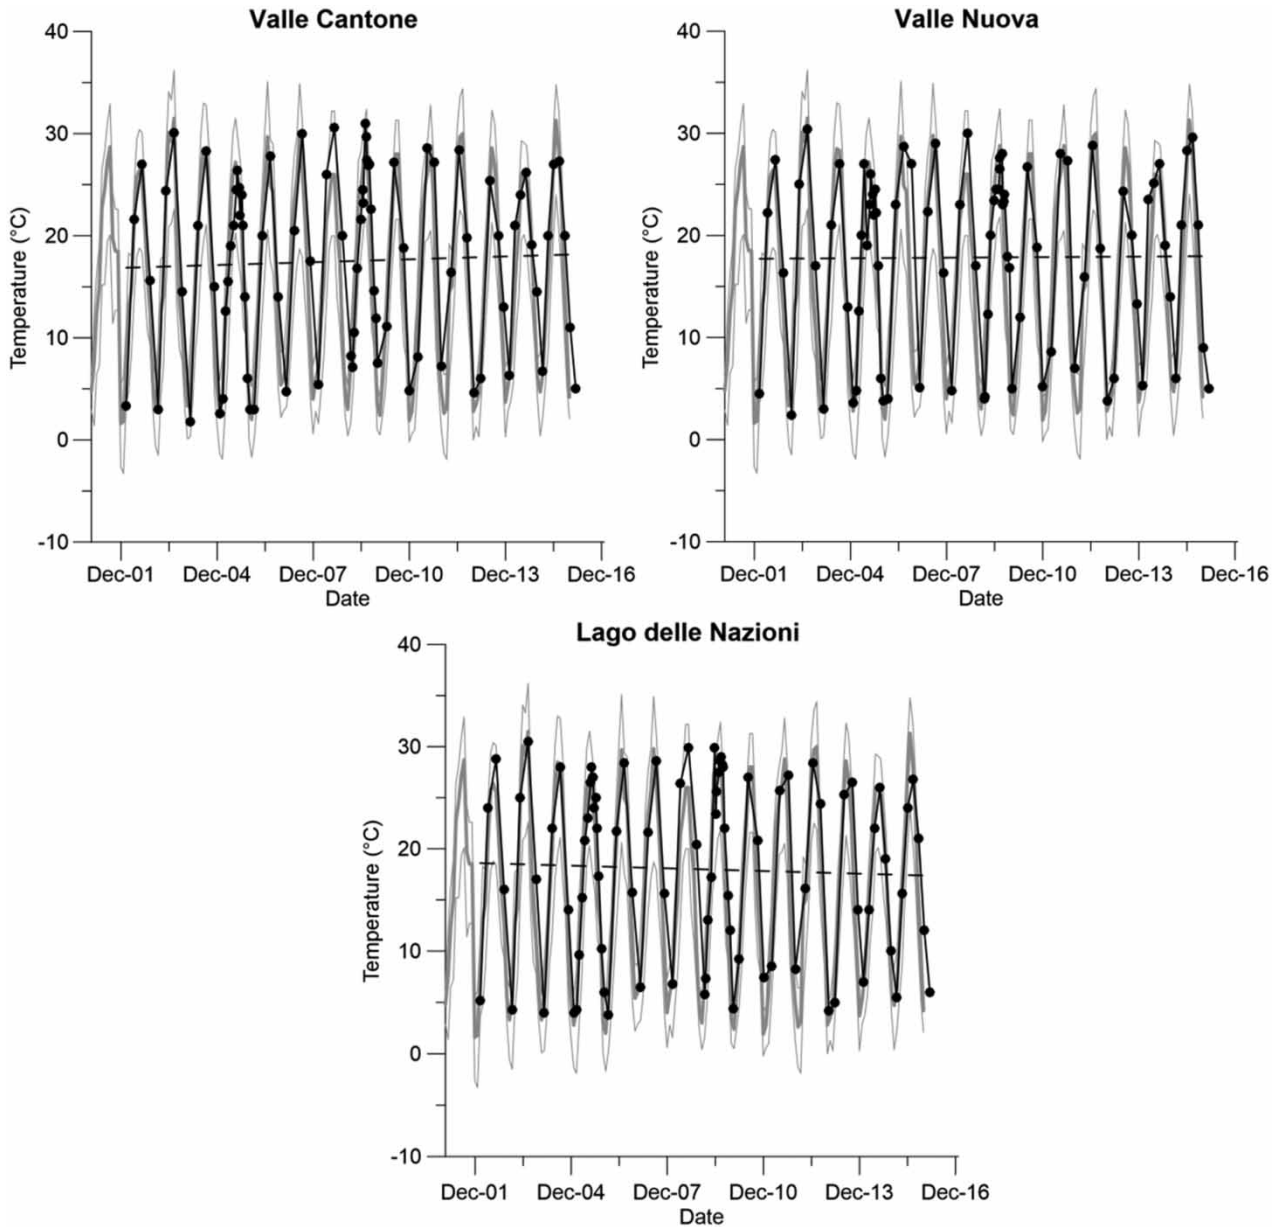 Valle Cantone
40
30
20
10
0
-10
Temperature (°C)
Dec-01 Dec-04 Dec-07 Dec-10 Dec-13 Dec-16
Date
Valle Nuova
40
30
20
10
0
-10
Temperature (°C)
Dec-01 Dec-04 Dec-07 Dec-10 Dec-13 Dec-16
Date
Lago delle Nazioni
40
30
20
10
0
-10
Temperature (°C)
Dec-01 Dec-04 Dec-07 Dec-10 Dec-13 Dec-16
Date